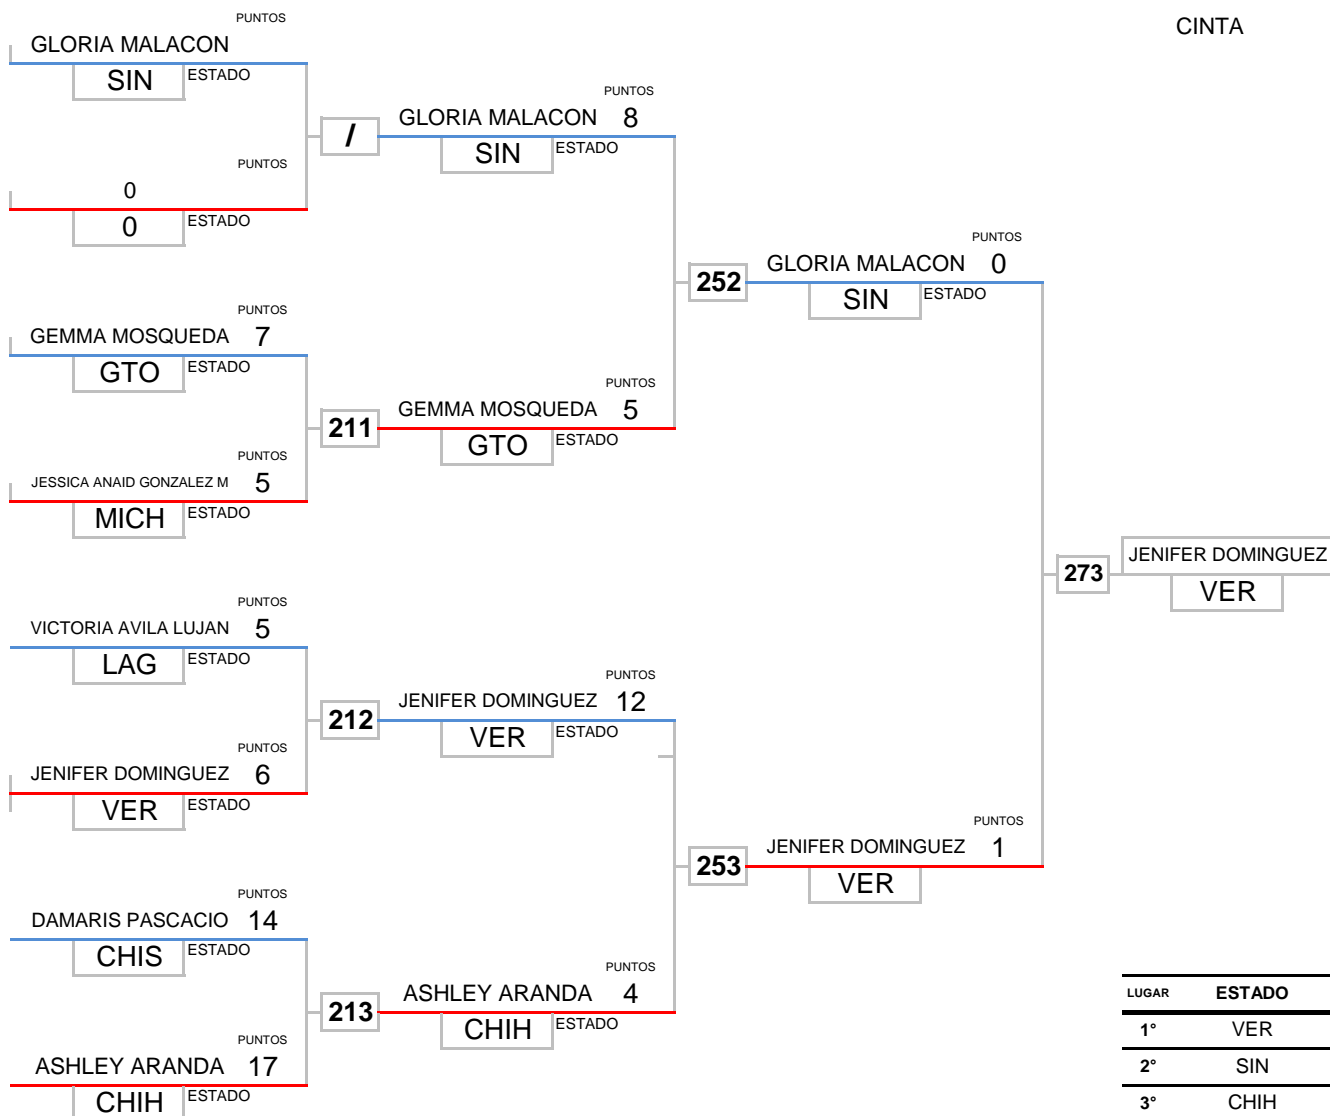 PUNTOS
CINTA
GLORIA MALACON
SIN ESTADO
PUNTOS
/ GLORIA MALACON 8
SIN ESTADO
PUNTOS
0
0 ESTADO
PUNTOS
252 GLORIA MALACON 0
SIN ESTADO
PUNTOS
GEMMA MOSQUEDA 7
GTO ESTADO
PUNTOS
211 GEMMA MOSQUEDA 5
GTO ESTADO
PUNTOS
JESSICA ANAID GONZALEZ M 5
MICH ESTADO
273 JENIFER DOMINGUEZ
VER
PUNTOS
VICTORIA AVILA LUJAN 5
LAG ESTADO
PUNTOS
212 JENIFER DOMINGUEZ 12
VER ESTADO
PUNTOS
JENIFER DOMINGUEZ 6
VER ESTADO
PUNTOS
253 JENIFER DOMINGUEZ 1
VER
PUNTOS
DAMARIS PASCACIO 14
CHIS ESTADO
PUNTOS
213 ASHLEY ARANDA 4
CHIH ESTADO
PUNTOS
ASHLEY ARANDA 17
CHIH ESTADO
LUGAR ESTADO
1° VER
2° SIN
3° CHIH